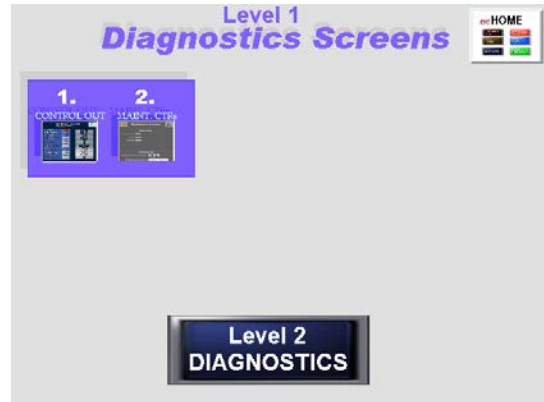 Level 1
Diagnostics Screens
HOME
1.
CONTROL OUT
2.
MAINT. CTRs
Level 2
DIAGNOSTICS